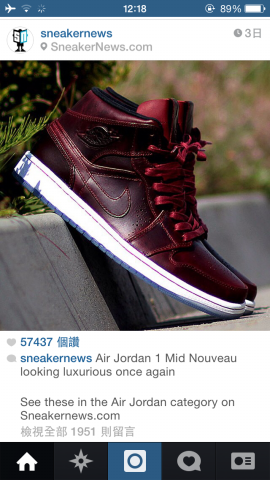 12:18
89%
sneakernews
3日
SneakerNews.com
57437 個讚
sneakernews Air Jordan 1 Mid Nouveau
looking luxurious once again
See these in the Air Jordan category on
Sneakernews.com
檢視全部 1951 則留言